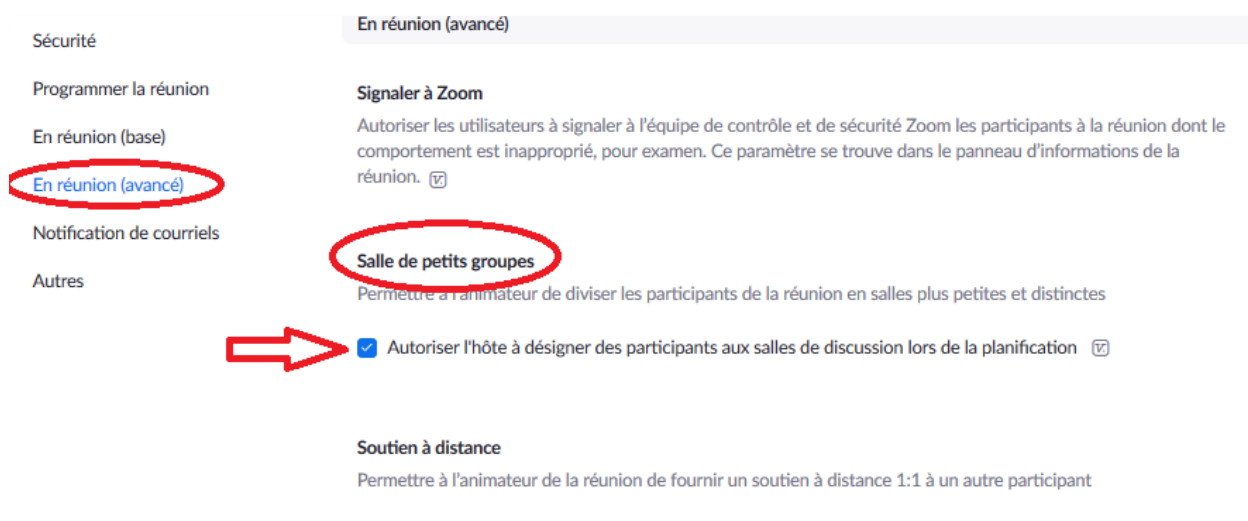 Sécurité
Programmer la réunion
En réunion (base)
En réunion (avancé)
Notification de courriels
Autres
En réunion (avancé)
Signaler à Zoom
Autoriser les utilisateurs à signaler à l'équipe de contrôle et de sécurité Zoom les participants à la réunion dont le
comportement est inapproprié, pour examen. Ce paramètre se trouve dans le panneau d'informations de la
réunion.
Salle de petits groupes
Permettre à l'animateur de diviser les participants de la réunion en salles plus petites et distinctes
Autoriser l'hôte à désigner des participants aux salles de discussion lors de la planification
Soutien à distance
Permettre à l'animateur de la réunion de fournir un soutien à distance 1:1 à un autre participant